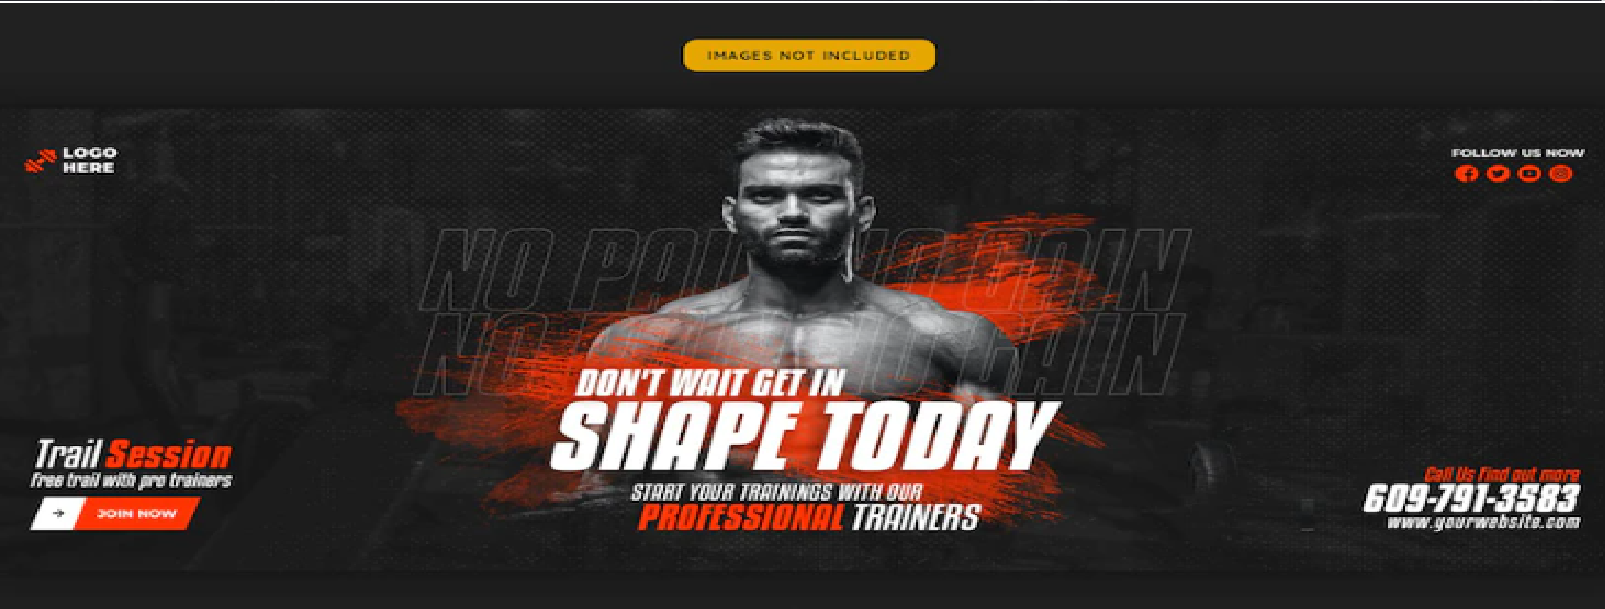 IMAGES NOT INCLUDED
LOGO
HERE
FOLLOW US NOW
NO PAIN NO GAIN
NO PAIN NO GAIN
DON'T WAIT GET IN
SHAPE TODAY
START YOUR TRAININGS WITH OUR
PROFESSIONAL TRAINERS
Trail Session
Free trail with pro trainers
JOIN NOW
Call Us Find out more
609-791-3583
www.yourwebsite.com